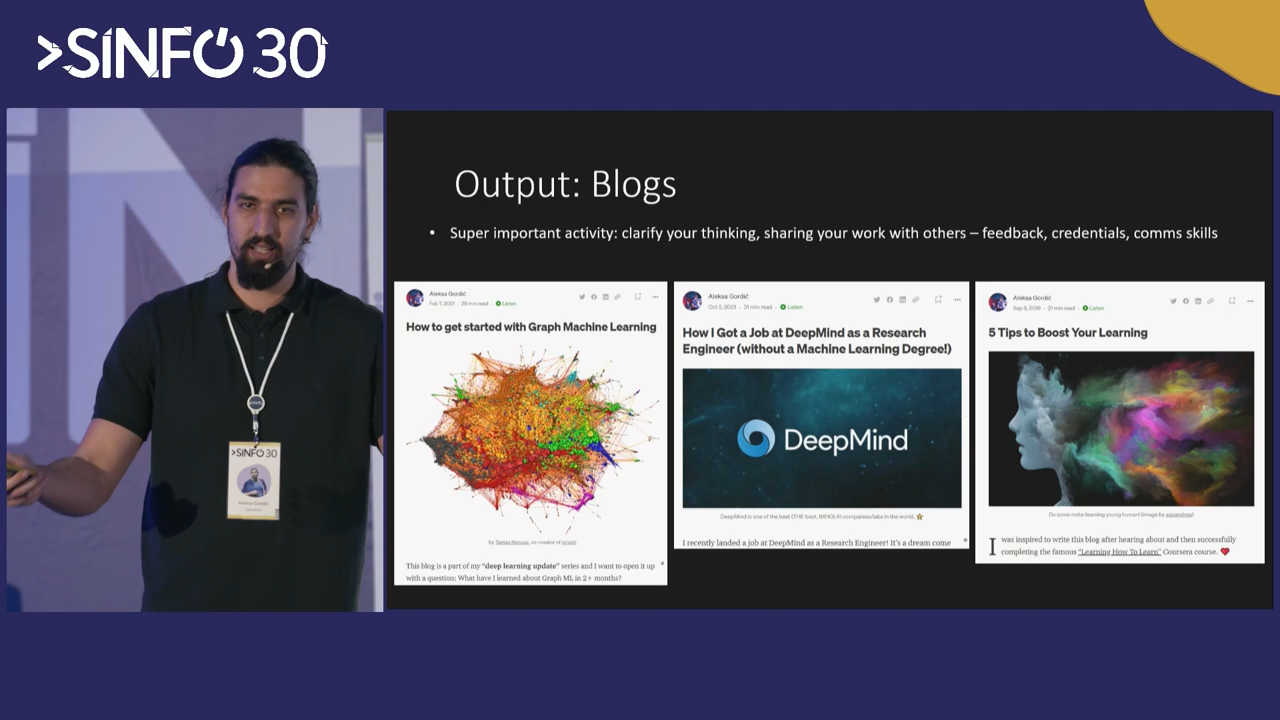 >SINFO 30
Output: Blogs
• Super important activity: clarify your thinking, sharing your work with others – feedback, credentials, comms skills
Aleksa Gordić
Feb 7, 2021 · 26 min read · Listen
How to get started with Graph Machine Learning
by Tamas Nepusz, co-creator of igraph
This blog is a part of my “deep learning update” series and I want to open it up
with a question: What have I learned about Graph ML in 2+ months?
Aleksa Gordić
Oct 5, 2021 · 31 min read · Listen
How I Got a Job at DeepMind as a Research
Engineer (without a Machine Learning Degree!)
DeepMind
DeepMind is one of the best (THE best, IMHO) AI companies/labs in the world. ⭐
I recently landed a job at DeepMind as a Research Engineer! It’s a dream come
Aleksa Gordić
2019 · 21 min read · Listen
5 Tips to Boost Your Learning
Do some meta-learning young human! (image by
I was inspired to write this blog after hearing about and then successfully
completing the famous “Learning How To Learn” Coursera course. ❤️
>SINFO 30
Aleksa Gordić